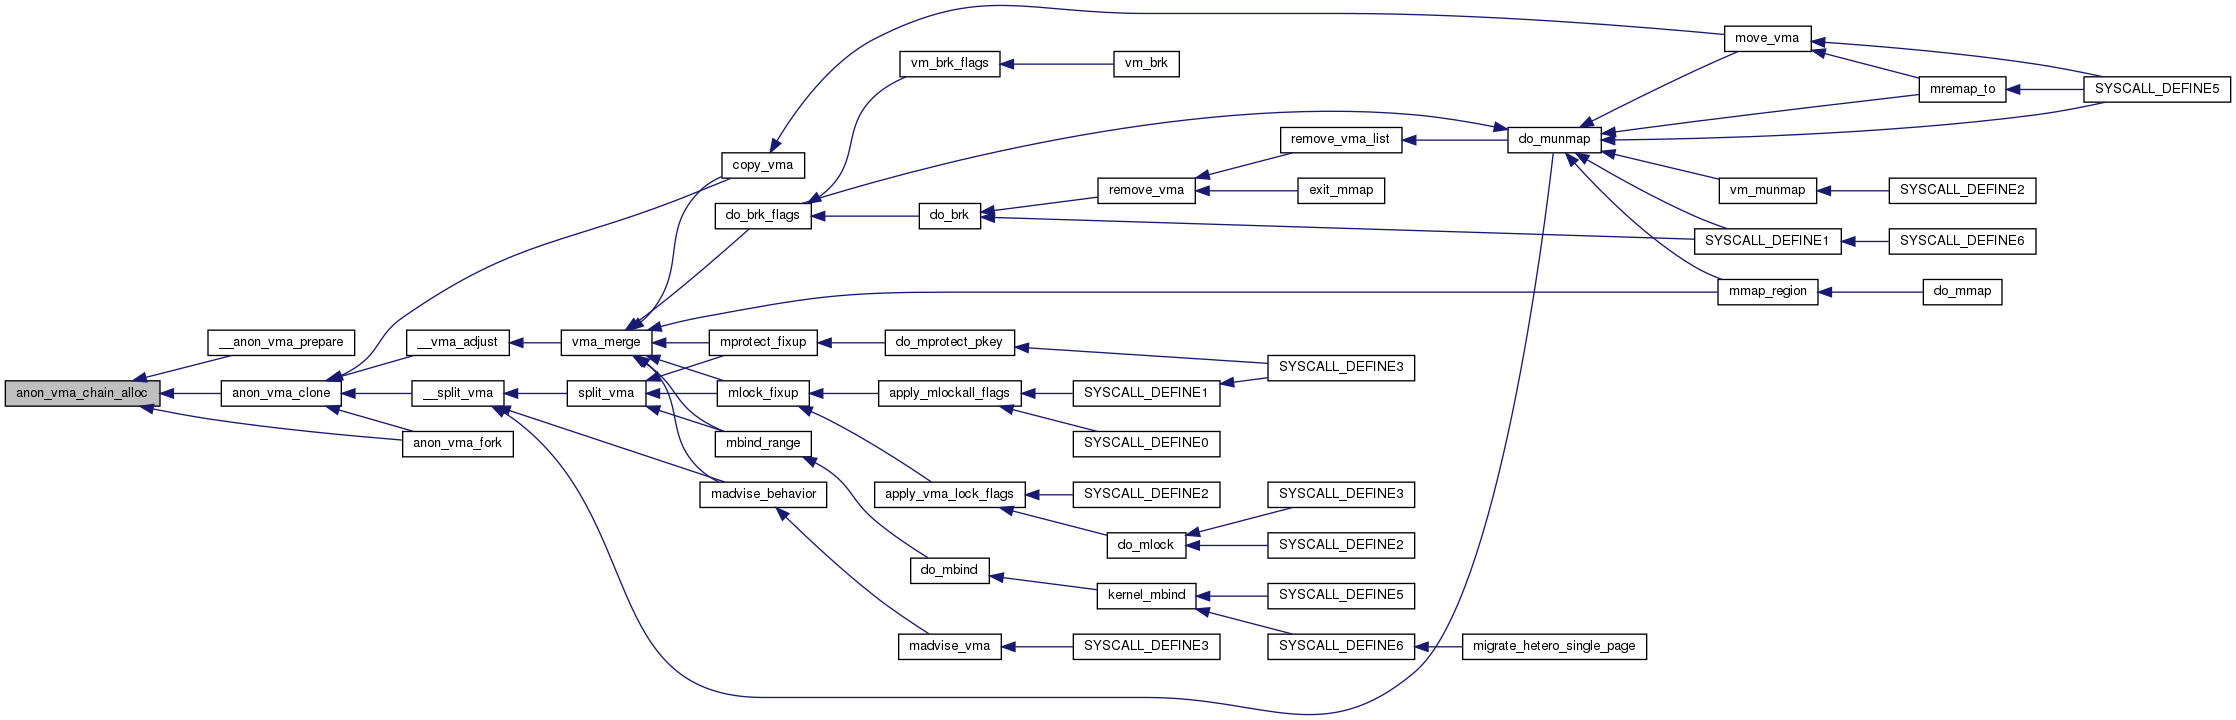 anon_vma_chain_alloc
__anon_vma_prepare
anon_vma_clone
anon_vma_fork
__vma_adjust
__split_vma
vma_merge
split_vma
copy_vma
do_brk_flags
mprotect_fixup
mlock_fixup
mbind_range
madvise_behavior
vm_brk_flags
do_brk
do_mprotect_pkey
apply_mlockall_flags
apply_vma_lock_flags
do_mbind
madvise_vma
vm_brk
remove_vma
SYSCALL_DEFINE1
SYSCALL_DEFINE0
SYSCALL_DEFINE2
do_mlock
kernel_mbind
SYSCALL_DEFINE3
remove_vma_list
exit_mmap
SYSCALL_DEFINE3
SYSCALL_DEFINE3
SYSCALL_DEFINE2
SYSCALL_DEFINE5
SYSCALL_DEFINE6
do_munmap
migrate_hetero_single_page
move_vma
vm_munmap
SYSCALL_DEFINE1
mmap_region
mremap_to
SYSCALL_DEFINE2
SYSCALL_DEFINE6
do_mmap
SYSCALL_DEFINE5